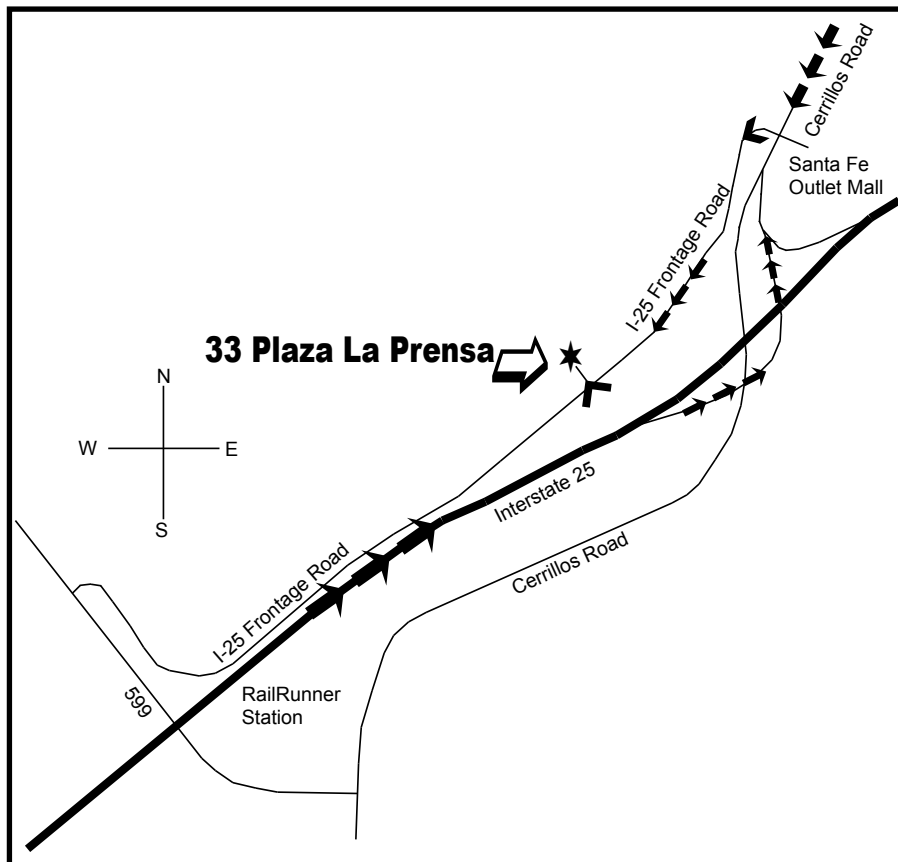 Cerrillos Road
Santa Fe
Outlet Mall
I-25 Frontage Road
33 Plaza La Prensa
N
W
E
S
Interstate 25
Cerrillos Road
I-25 Frontage Road
RailRunner
Station
599